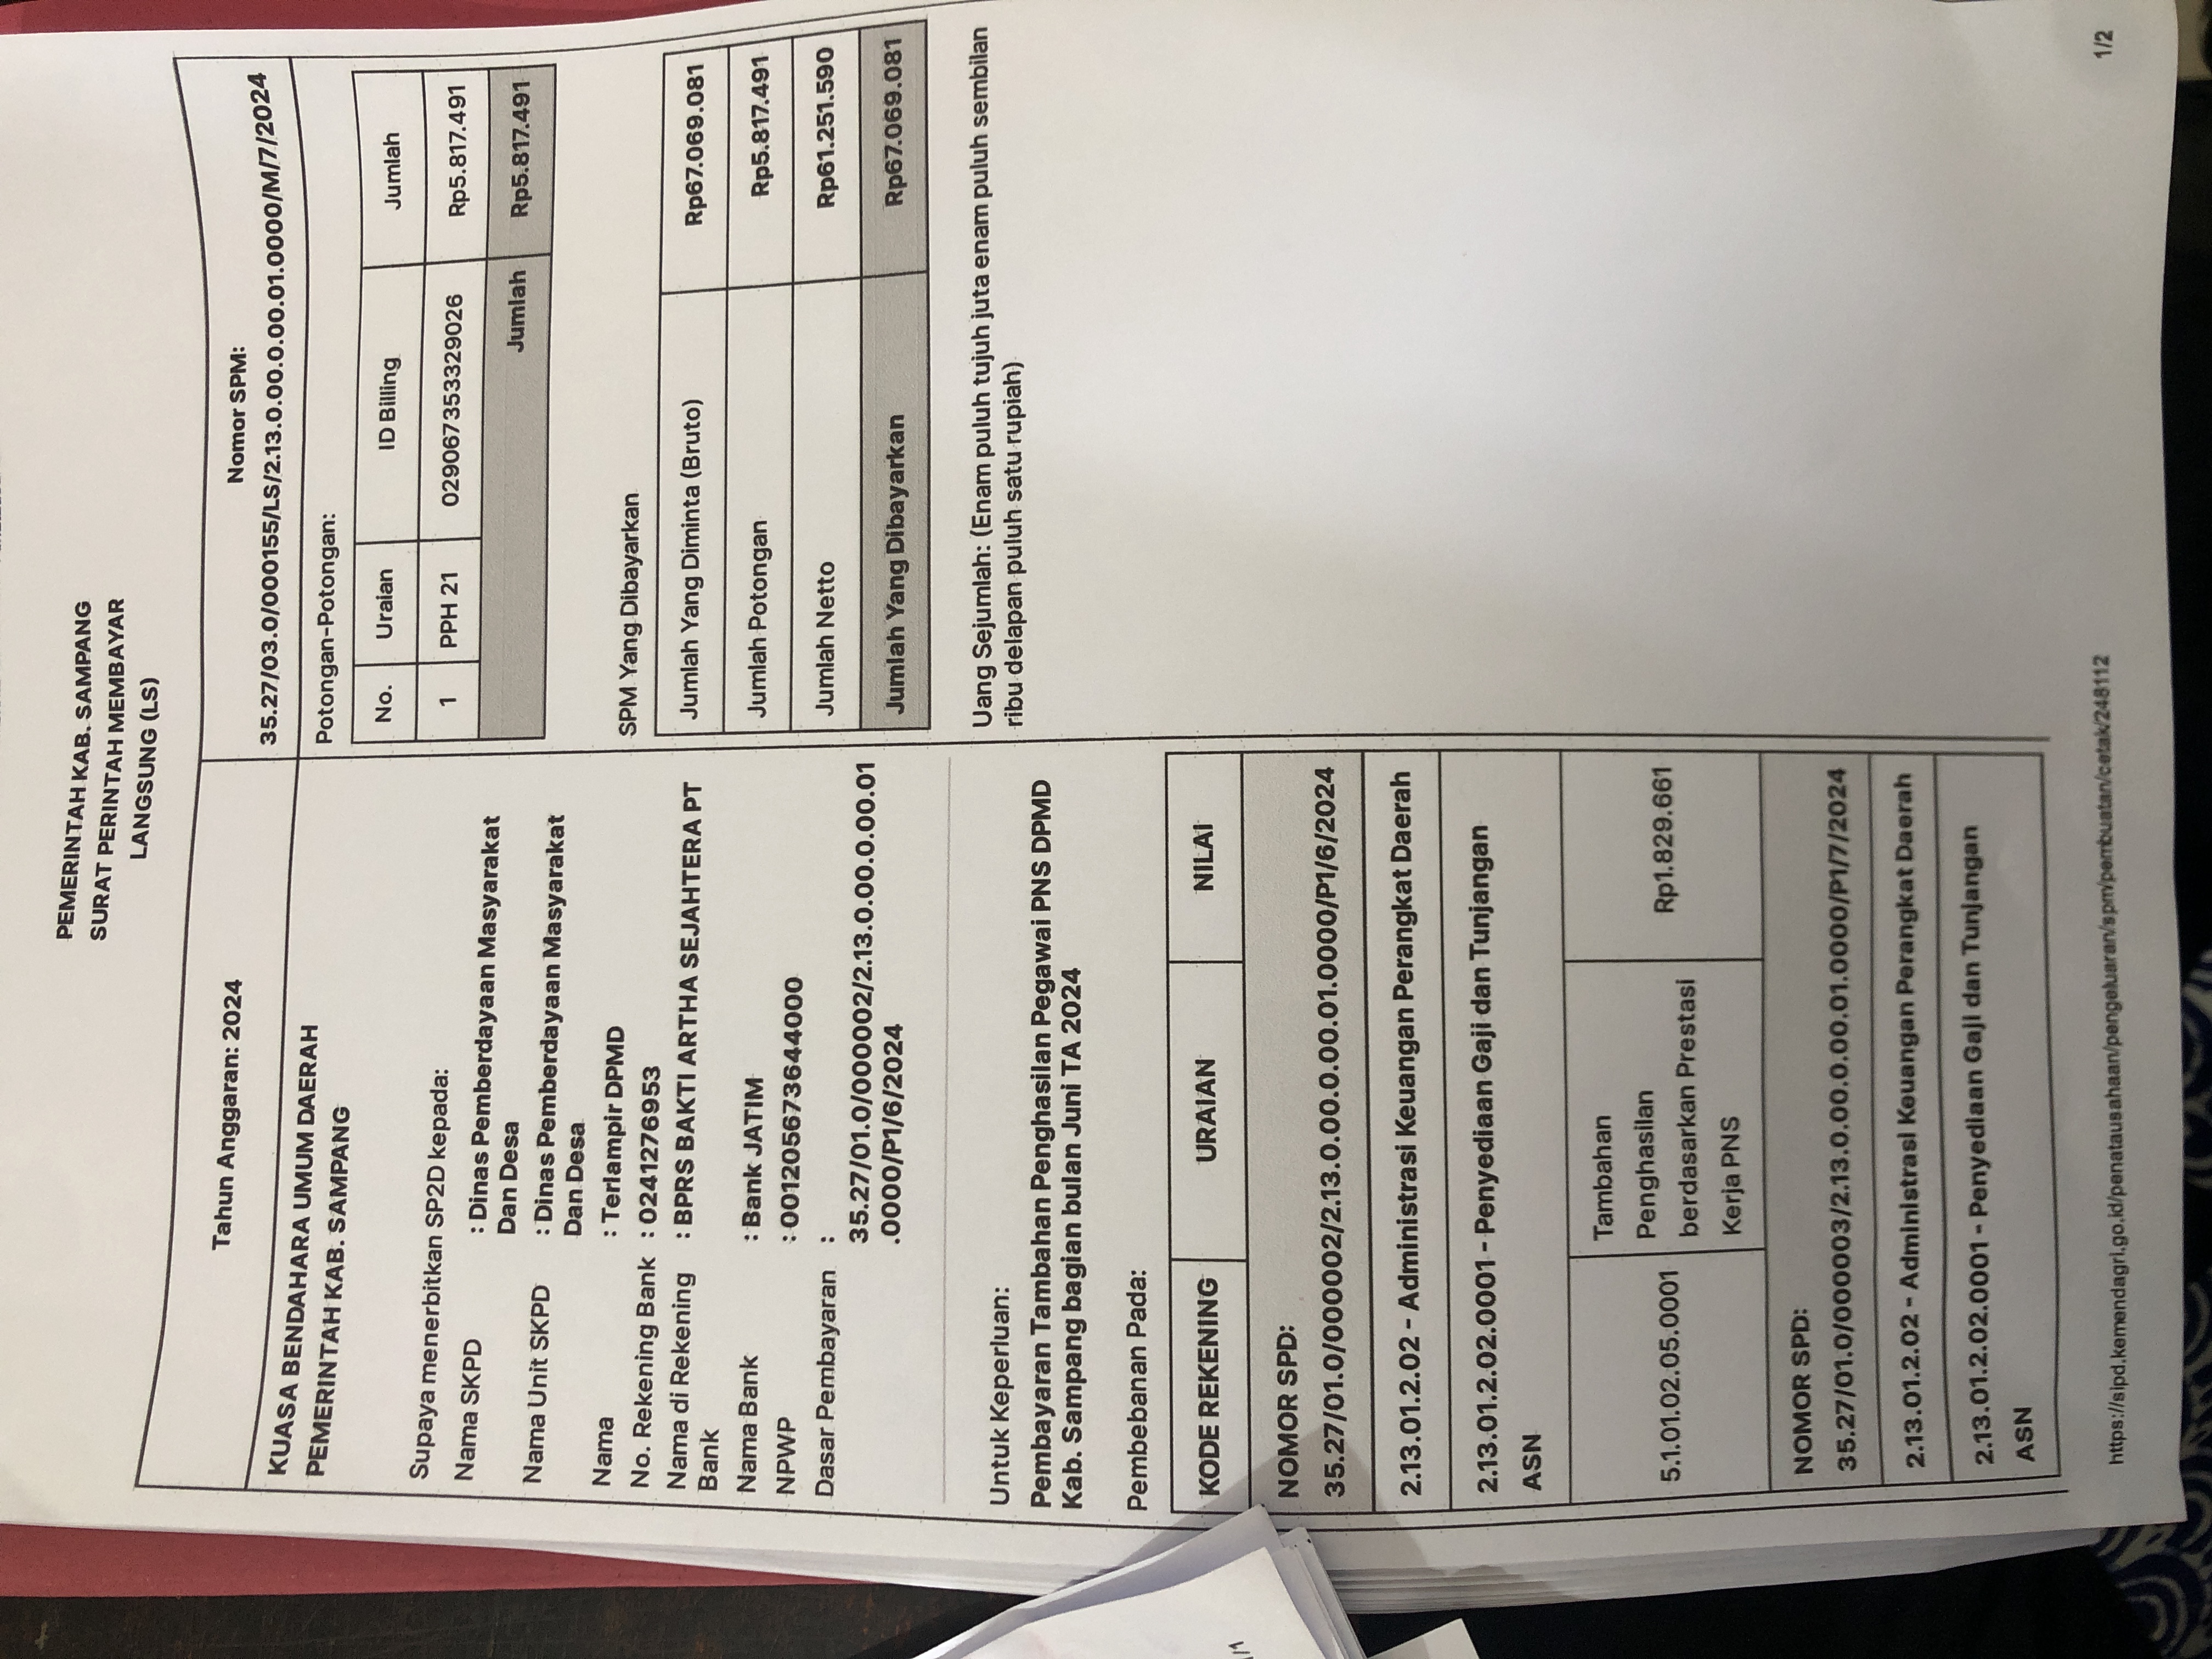 PEMERINTAH KAB. SAMPANG
SURAT PERINTAH MEMBAYAR
LANGSUNG (LS)
Tahun Anggaran: 2024
Nomor SPM:
35.27/03.0/000155/LS/2.13.0.00.0.00.01.0000/M/7/2024
KUASA BENDAHARA UMUM DAERAH
PEMERINTAH KAB. SAMPANG
Supaya menerbitkan SP2D kepada:
Nama SKPD : Dinas Pemberdayaan Masyarakat
Dan Desa
Nama Unit SKPD : Dinas Pemberdayaan Masyarakat
Dan Desa
Nama : Terlampir DPMD
No. Rekening Bank : 0241276953
Nama di Rekening : BPRS BAKTI ARTHA SEJAHTERA PT
Bank
Nama Bank : Bank JATIM
NPWP : 001205673644000
Dasar Pembayaran :
35.27/01.0/000002/2.13.0.00.0.00.01
.0000/P1/6/2024
Untuk Keperluan:
Pembayaran Tambahan Penghasilan Pegawai PNS DPMD
Kab. Sampang bagian bulan Juni TA 2024
Pembebanan Pada:
KODE REKENING URAIAN NILAI
NOMOR SPD:
35.27/01.0/000002/2.13.0.00.0.00.01.0000/P1/6/2024
2.13.01.2.02 - Administrasi Keuangan Perangkat Daerah
2.13.01.2.02.0001 - Penyediaan Gaji dan Tunjangan
ASN
5.1.01.02.05.0001
Tambahan
Penghasilan
berdasarkan Prestasi
Kerja PNS
Rp1.829.661
NOMOR SPD:
35.27/01.0/000003/2.13.0.00.0.00.01.0000/P1/7/2024
2.13.01.2.02 - Administrasi Keuangan Perangkat Daerah
2.13.01.2.02.0001 - Penyediaan Gaji dan Tunjangan
ASN
Potongan-Potongan:
No. Uraian ID Billing Jumlah
1 PPH 21 029067353329026 Rp5.817.491
Jumlah Rp5.817.491
SPM Yang Dibayarkan
Jumlah Yang Diminta (Bruto) Rp67.069.081
Jumlah Potongan Rp5.817.491
Jumlah Netto Rp61.251.590
Jumlah Yang Dibayarkan Rp67.069.081
Uang Sejumlah: (Enam puluh tujuh juta enam puluh sembilan
ribu delapan puluh satu rupiah)
https://sipd.kemendagri.go.id/penatausahaan/pengeluaran/spm/pembuatan/cetak/248112
1/2